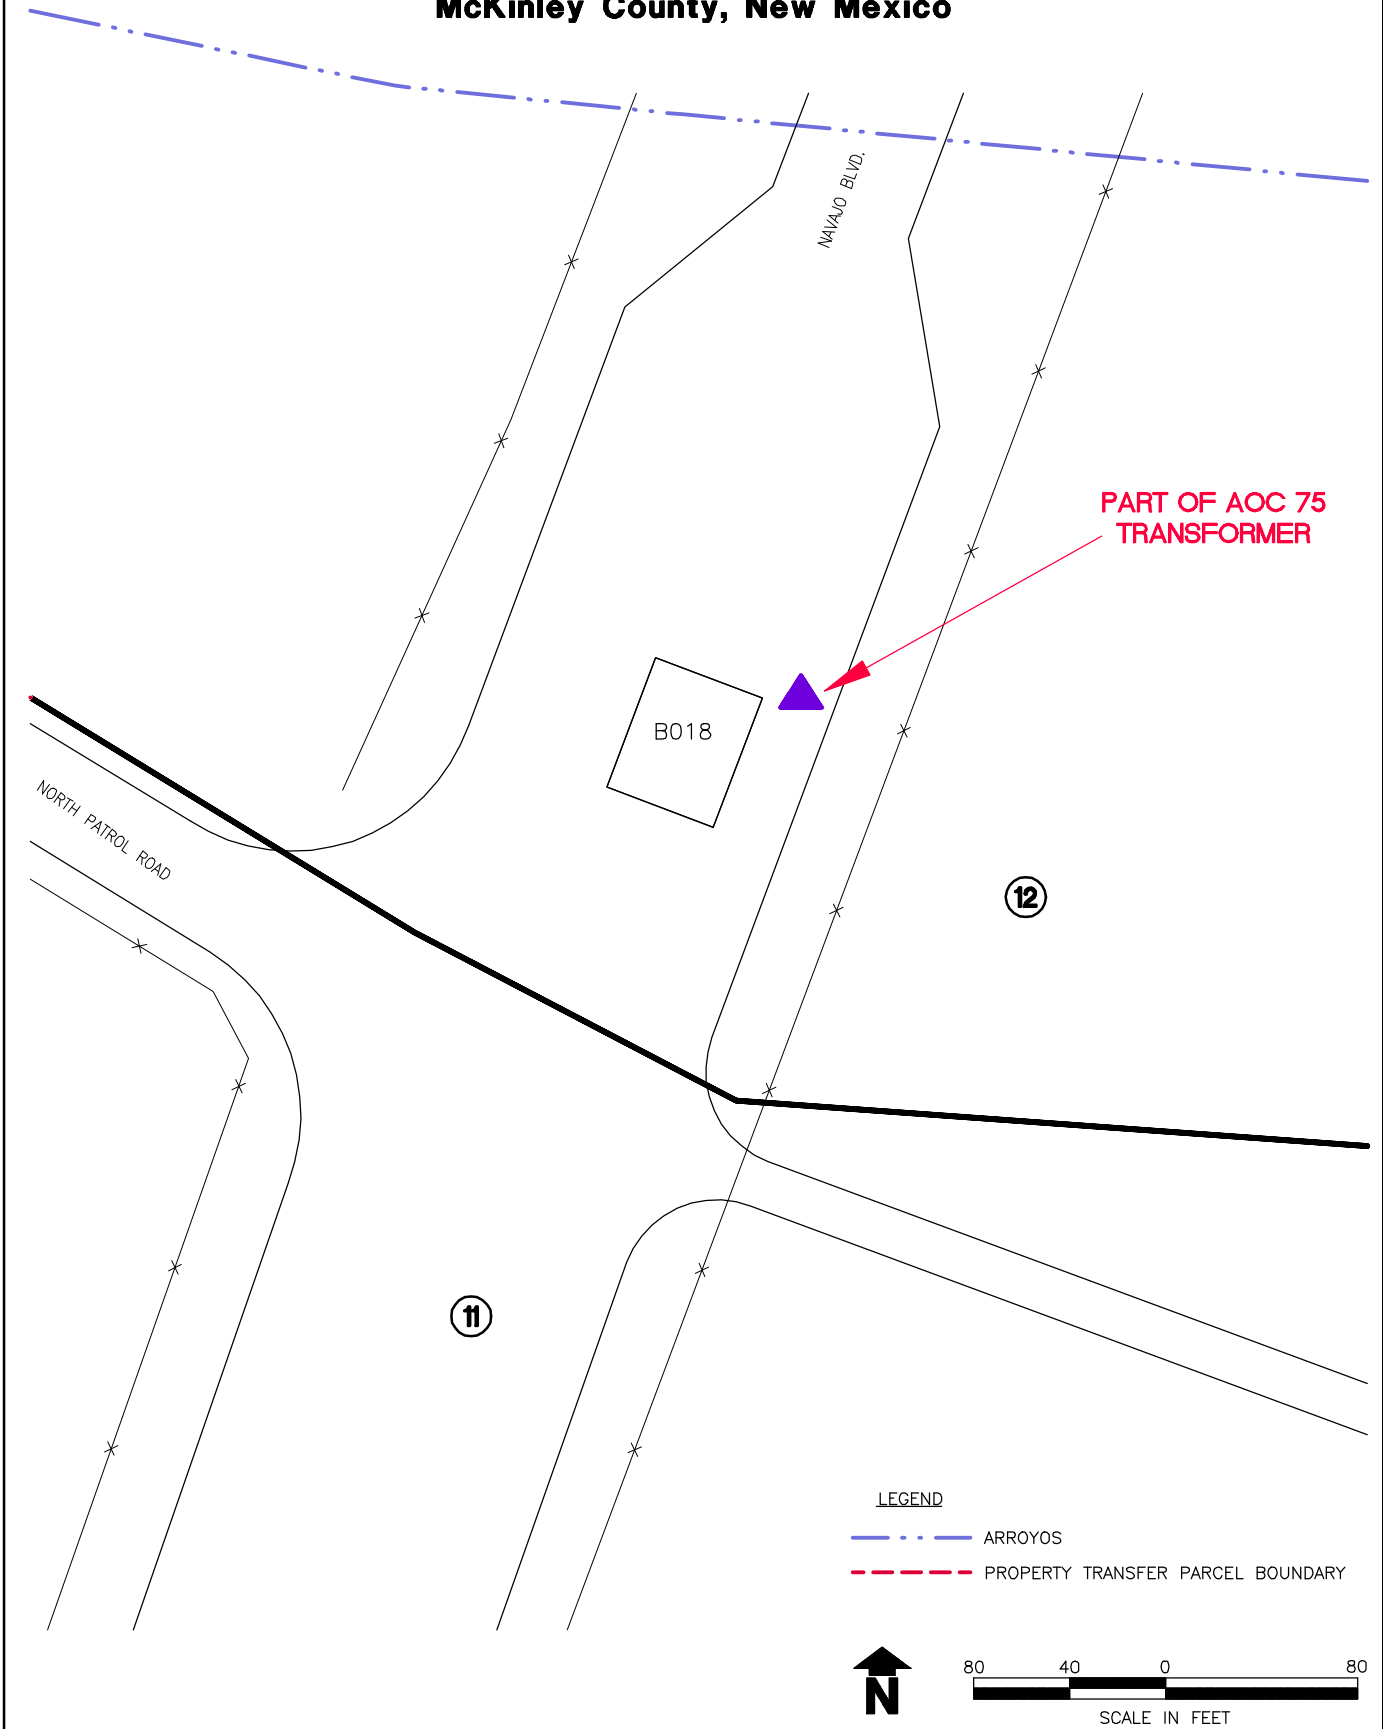 McKinley County, New Mexico
NAVAJO BLVD.
PART OF AOC 75
TRANSFORMER
B018
NORTH PATROL ROAD
12
11
LEGEND
ARROYOS
PROPERTY TRANSFER PARCEL BOUNDARY
N
80 40 0 80
SCALE IN FEET